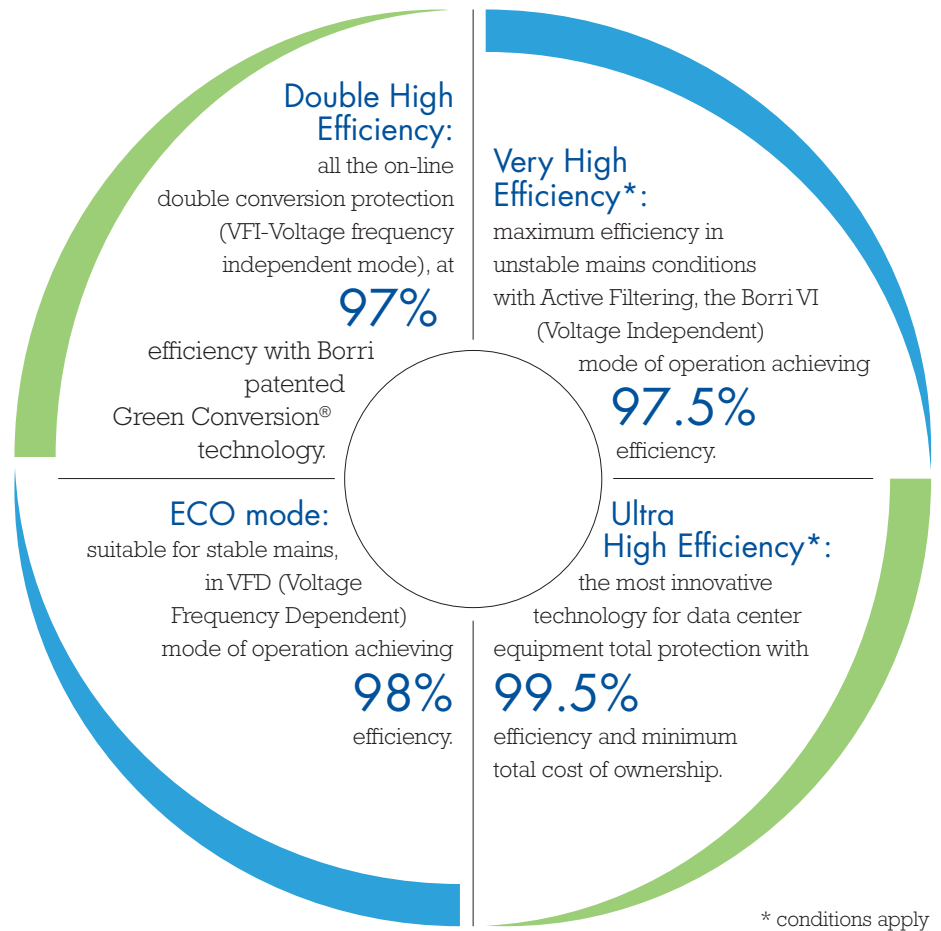 Double High
Efficiency:
all the on-line
double conversion protection
(VFI-Voltage frequency
independent mode), at
97%
efficiency with Borri
patented
Green Conversion®
technology.
Very High
Efficiency*:
maximum efficiency in
unstable mains conditions
with Active Filtering, the Borri VI
(Voltage Independent)
mode of operation achieving
97.5%
efficiency.
ECO mode:
suitable for stable mains,
in VFD (Voltage
Frequency Dependent)
mode of operation achieving
98%
efficiency.
Ultra
High Efficiency*:
the most innovative
technology for data center
equipment total protection with
99.5%
efficiency and minimum
total cost of ownership.
* conditions apply